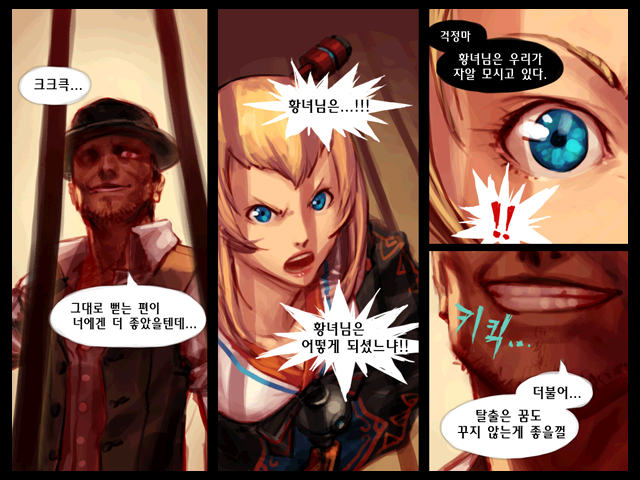 크크큭...
그대로 뻗는 편이
너에겐 더 좋았을텐데...
황녀님은...!!!
황녀님은
어떻게 되셨느냐!!
걱정마
황녀님은 우리가
자알 모시고 있다.
!!
키킥...
더불어...
탈출은 꿈도
꾸지 않는게 좋을껄